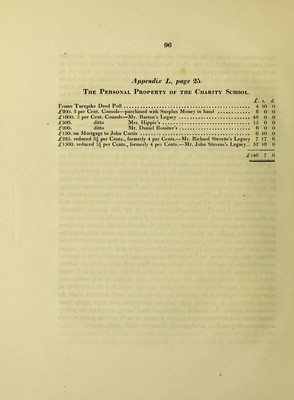 96
Appendix L, page 25.
The Personal Property of the Charity School.
£. s. d.
Frome Turnpike Deed Poll ........ 4 10 0
£200. 3 per Cent. Consols—purchased with Surplus Money in hand ........ 6 0 0
£1600. 3 per Cent. Consols—Mr. Barton's Legacy ........ 48 0 0
£500. ditto Mrs. Hippie's ........ 15 0 0
£200. ditto Mr. Daniel Rossiter's ........ 6 0 0
£130. on Mortgage to John Carter ........ 6 10 0
£225. reduced 3½ per Cents., formerly 4 per Cents.—Mr. Richard Stevens's Legacy 7 17 6
£1500. reduced 3½ per Cents., formerly 4 per Cents.—Mr. John Stevens's Legacy.. 52 10 0
£146 7 6